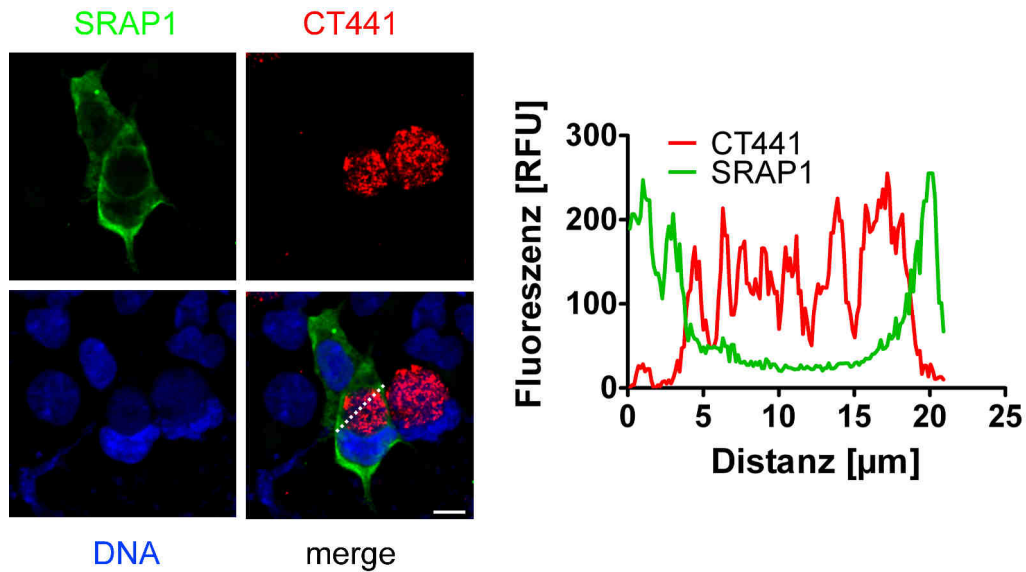 SRAP1
CT441
DNA
merge
Fluoreszenz [RFU]
300
200
100
0
CT441
SRAP1
0 5 10 15 20 25
Distanz [µm]